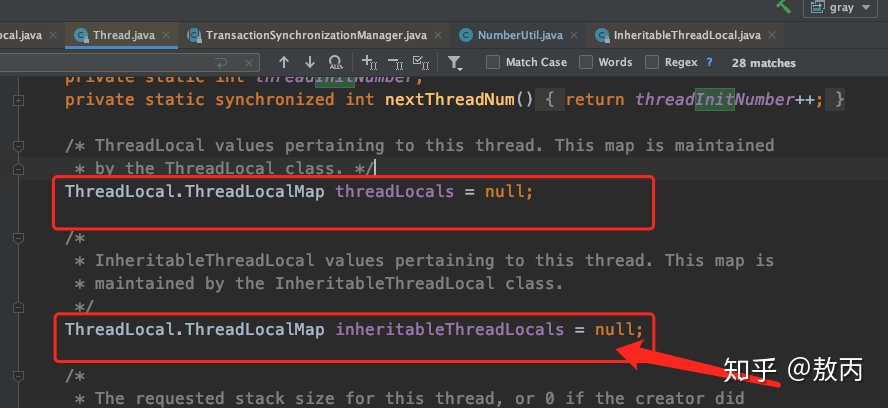 gray
ocal.java Thread.java TransactionSynchronizationManager.java NumberUtil.java InheritableThreadLocal.java
Match Case Words Regex ? 28 matches
private static int threadInitNumber;
private static synchronized int nextThreadNum() { return threadInitNumber++; }
/* ThreadLocal values pertaining to this thread. This map is maintained
* by the ThreadLocal class. */
ThreadLocal.ThreadLocalMap threadLocals = null;
/*
* InheritableThreadLocal values pertaining to this thread. This map is
* maintained by the InheritableThreadLocal class.
*/
ThreadLocal.ThreadLocalMap inheritableThreadLocals = null;
知乎 @敖丙
/*
* The requested stack size for this thread, or 0 if the creator did